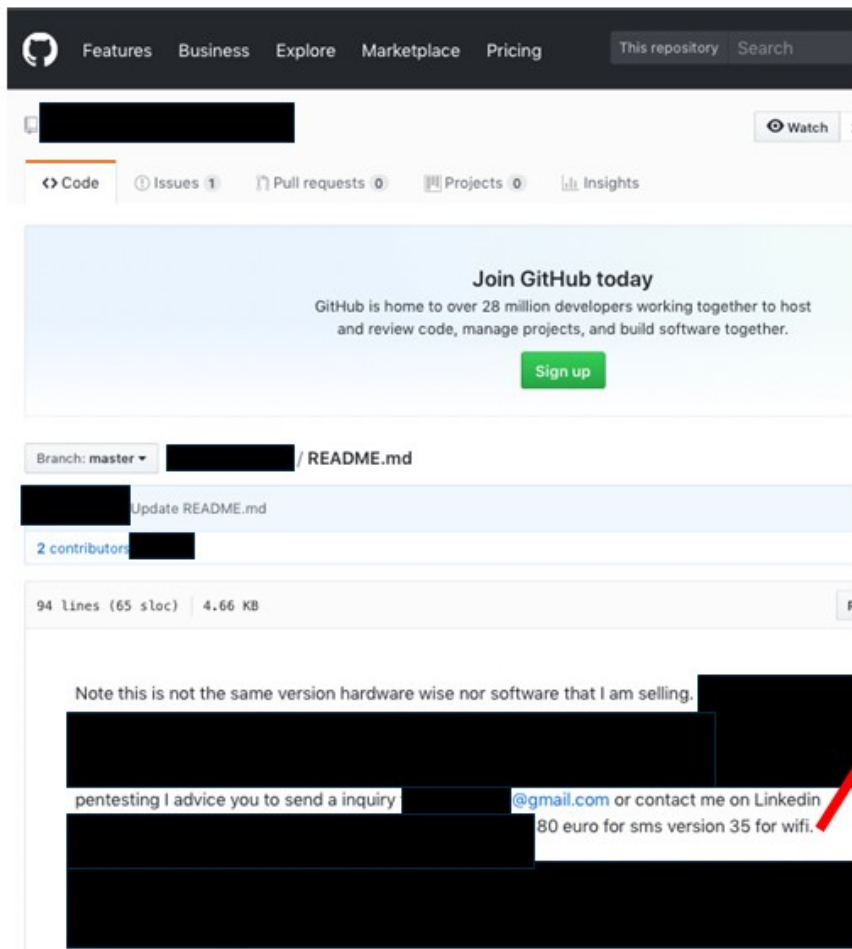 Features Business Explore Marketplace Pricing This repository Search
Watch
Code Issues 1 Pull requests 0 Projects 0 Insights
Join GitHub today
GitHub is home to over 28 million developers working together to host
and review code, manage projects, and build software together.
Sign up
Branch: master / README.md
Update README.md
2 contributors
94 lines (65 sloc) 4.66 KB
Note this is not the same version hardware wise nor software that I am selling.
pentesting I advice you to send a inquiry @gmail.com or contact me on Linkedin
80 euro for sms version 35 for wifi.